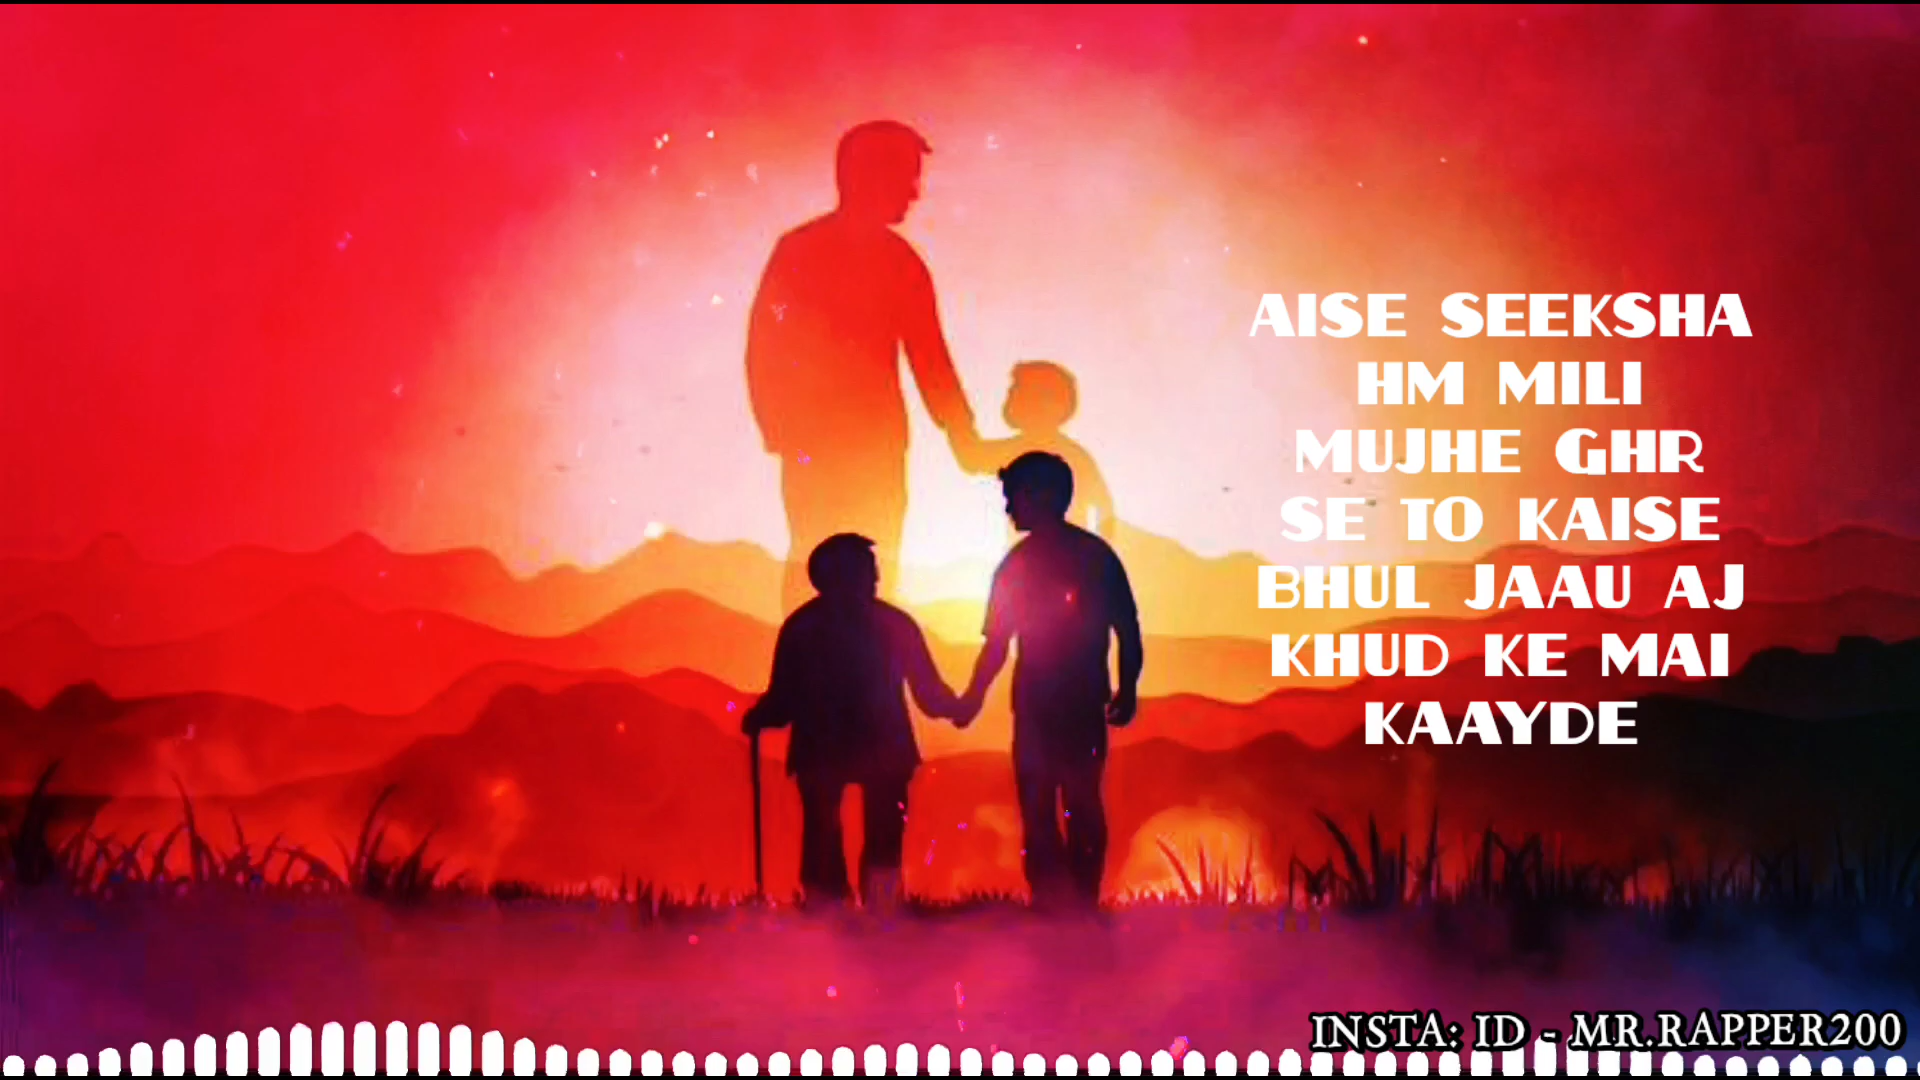 AISE SEEKSHA
HM MILI
MUJHE GHR
SE TO KAISE
BHUL JAAU AJ
KHUD KE MAI
KAAYDE
INSTA: ID - MR.RAPPER200